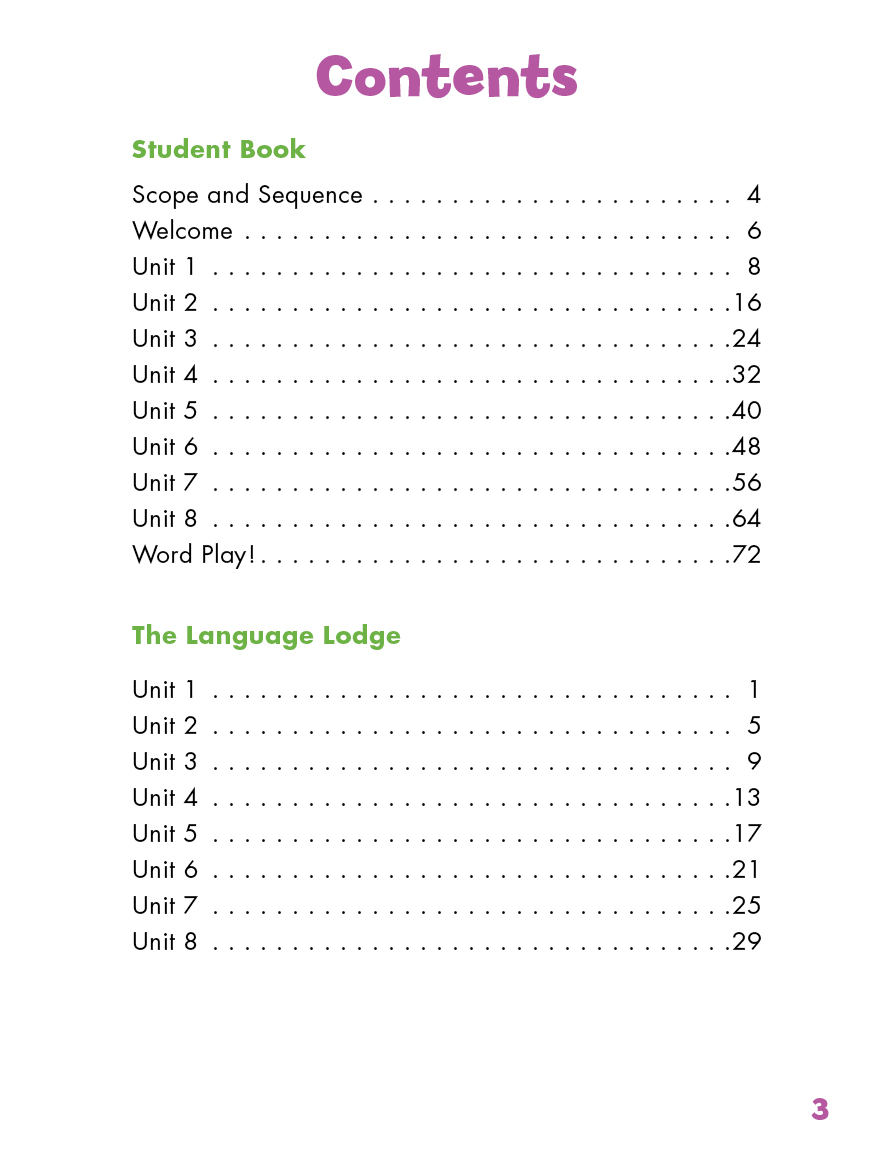 Contents
Student Book
Scope and Sequence . . . . . . . . . . . . . . . . . . . . . . . 4
Welcome . . . . . . . . . . . . . . . . . . . . . . . . . . . . . . . 6
Unit 1 . . . . . . . . . . . . . . . . . . . . . . . . . . . . . . . . . 8
Unit 2 . . . . . . . . . . . . . . . . . . . . . . . . . . . . . . . . .16
Unit 3 . . . . . . . . . . . . . . . . . . . . . . . . . . . . . . . . .24
Unit 4 . . . . . . . . . . . . . . . . . . . . . . . . . . . . . . . . .32
Unit 5 . . . . . . . . . . . . . . . . . . . . . . . . . . . . . . . . .40
Unit 6 . . . . . . . . . . . . . . . . . . . . . . . . . . . . . . . . .48
Unit 7 . . . . . . . . . . . . . . . . . . . . . . . . . . . . . . . . .56
Unit 8 . . . . . . . . . . . . . . . . . . . . . . . . . . . . . . . . .64
Word Play! . . . . . . . . . . . . . . . . . . . . . . . . . . . . . .72
The Language Lodge
Unit 1 . . . . . . . . . . . . . . . . . . . . . . . . . . . . . . . . . 1
Unit 2 . . . . . . . . . . . . . . . . . . . . . . . . . . . . . . . . . 5
Unit 3 . . . . . . . . . . . . . . . . . . . . . . . . . . . . . . . . . 9
Unit 4 . . . . . . . . . . . . . . . . . . . . . . . . . . . . . . . . .13
Unit 5 . . . . . . . . . . . . . . . . . . . . . . . . . . . . . . . . .17
Unit 6 . . . . . . . . . . . . . . . . . . . . . . . . . . . . . . . . .21
Unit 7 . . . . . . . . . . . . . . . . . . . . . . . . . . . . . . . . .25
Unit 8 . . . . . . . . . . . . . . . . . . . . . . . . . . . . . . . . .29
3